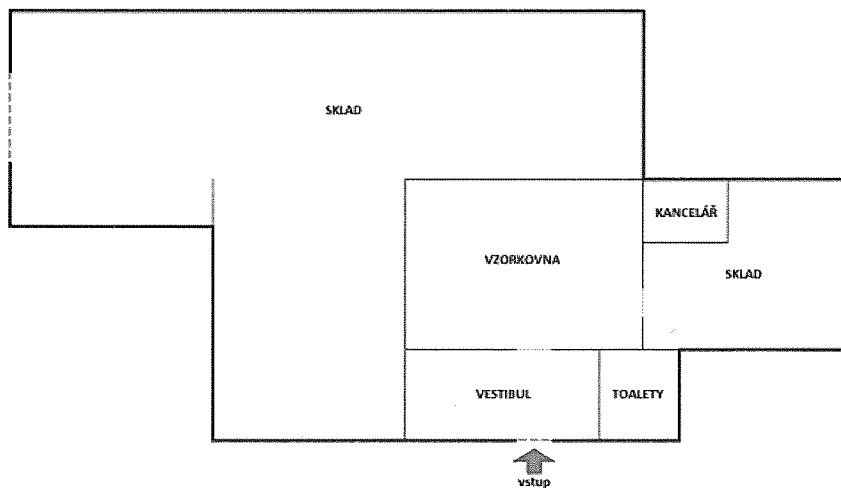 SKLAD
KANCELÁŘ
VZORKOVNA
SKLAD
VESTIBUL
TOALETY
vstup